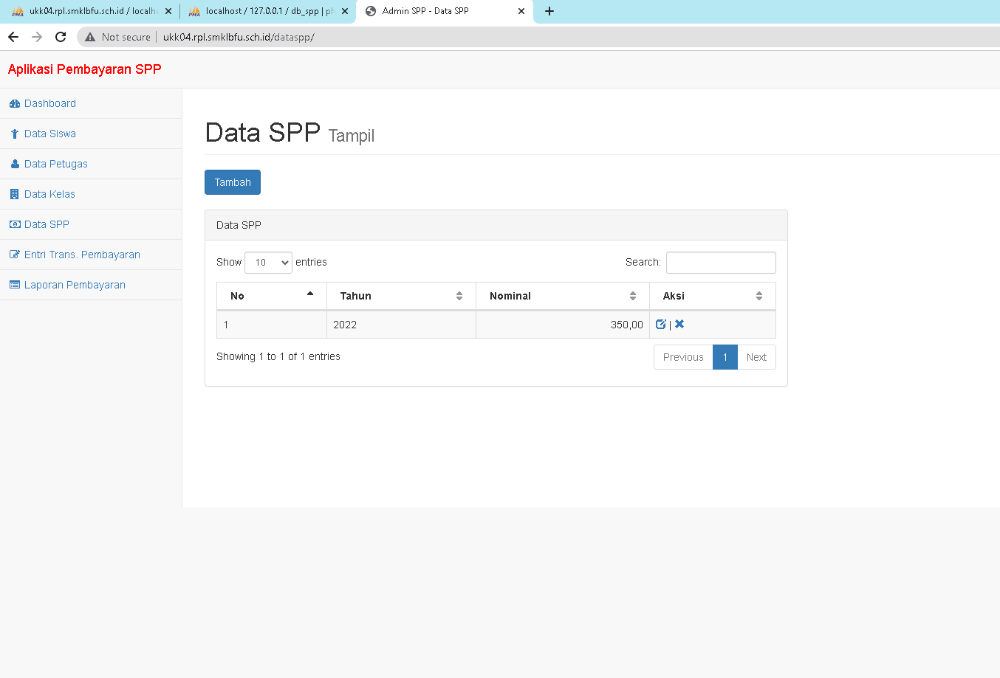 ukk04.rpl.smklbfu.sch.id / localh
localhost / 127.0.0.1 / db_spp | ph
Admin SPP - Data SPP
Not secure
ukk04.rpl.smklbfu.sch.id/dataspp/
Aplikasi Pembayaran SPP
Dashboard
Data Siswa
Data Petugas
Data Kelas
Data SPP
Entri Trans. Pembayaran
Laporan Pembayaran
Data SPP Tampil
Tambah
Data SPP
Show 10 entries
Search:
No Tahun Nominal Aksi
1 2022 350,00 |
Showing 1 to 1 of 1 entries
Previous 1 Next